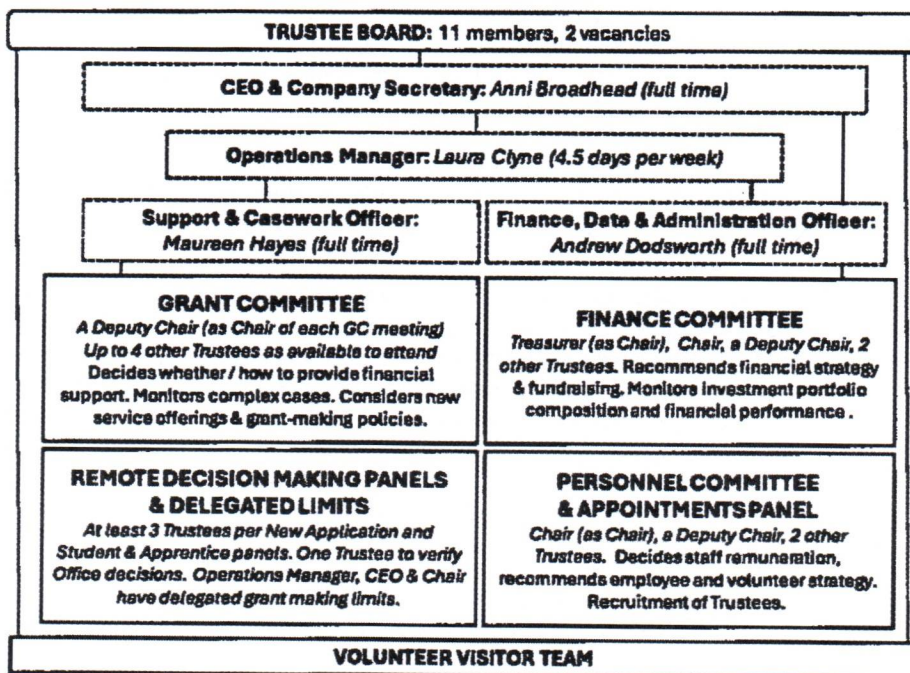 TRUSTEE BOARD: 11 members, 2 vacancies
CEO & Company Secretary: Anni Broadhead (full time)
Operations Manager: Laura Clyne (4.5 days per week)
Support & Casework Officer:
Maureen Hayes (full time)
Finance, Data & Administration Officer:
Andrew Dodsworth (full time)
GRANT COMMITTEE
A Deputy Chair (as Chair of each GC meeting)
Up to 4 other Trustees as available to attend
Decides whether / how to provide financial
support. Monitors complex cases. Considers new
service offerings & grant-making policies.
FINANCE COMMITTEE
Treasurer (as Chair), Chair, a Deputy Chair, 2
other Trustees. Recommends financial strategy
& fundraising. Monitors investment portfolio
composition and financial performance.
REMOTE DECISION MAKING PANELS
& DELEGATED LIMITS
At least 3 Trustees per New Application and
Student & Apprentice panels. One Trustee to verify
Office decisions. Operations Manager, CEO & Chair
have delegated grant making limits.
PERSONNEL COMMITTEE
& APPOINTMENTS PANEL
Chair (as Chair), a Deputy Chair, 2 other
Trustees. Decides staff remuneration,
recommends employee and volunteer strategy.
Recruitment of Trustees.
VOLUNTEER VISITOR TEAM